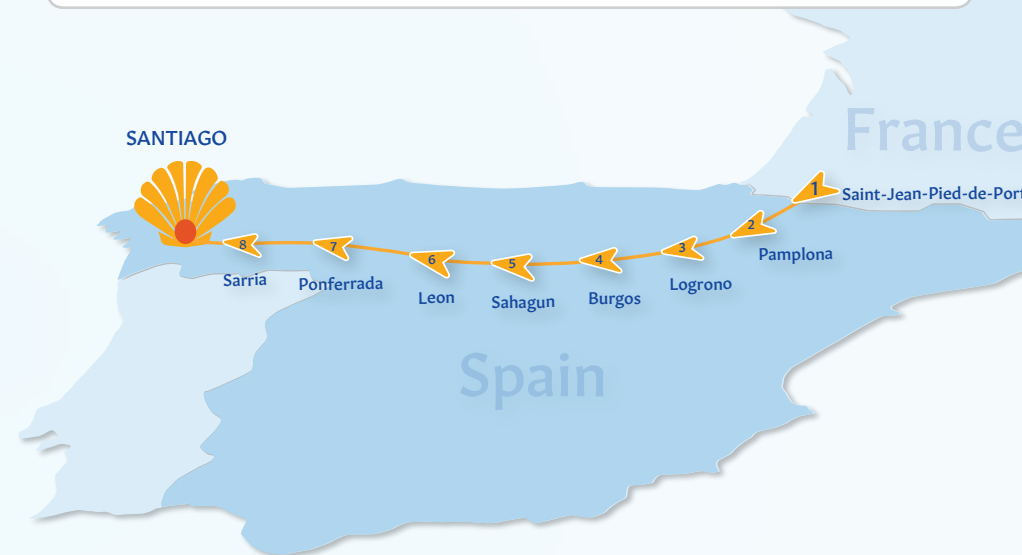 France
SANTIAGO
1
Saint-Jean-Pied-de-Port
2
Pamplona
3
Logrono
4
Burgos
5
Sahagun
6
Leon
7
Ponferrada
8
Sarria
Spain